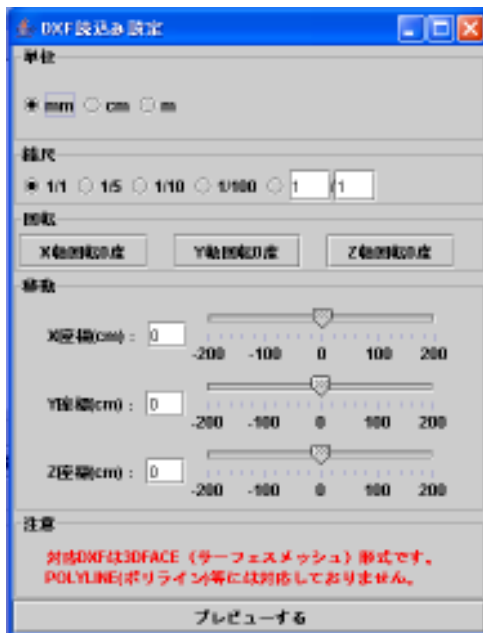 DXF読込み設定
単位
mm cm m
縮尺
1/1 1/5 1/10 1/100 1 /1
回転
X軸回転0度 Y軸回転0度 Z軸回転0度
移動
X座標(cm)： 0
-200 -100 0 100 200
Y座標(cm)： 0
-200 -100 0 100 200
Z座標(cm)： 0
-200 -100 0 100 200
注意
対応DXFは3DFACE（サーフェスメッシュ）形式です。
POLYLINE(ポリライン)等には対応しておりません。
プレビューする